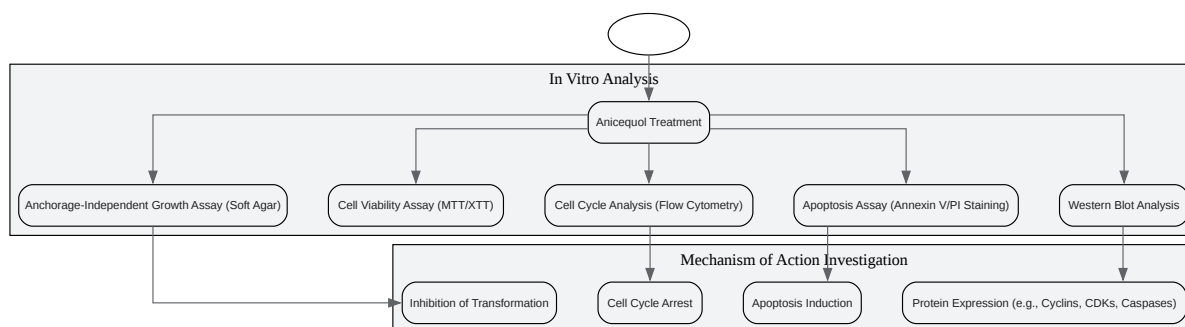 In Vitro Analysis
Anicequol Treatment
Anchorage-Independent Growth Assay (Soft Agar)
Cell Viability Assay (MTT/XTT)
Cell Cycle Analysis (Flow Cytometry)
Apoptosis Assay (Annexin V/PI Staining)
Western Blot Analysis
Mechanism of Action Investigation
Inhibition of Transformation
Cell Cycle Arrest
Apoptosis Induction
Protein Expression (e.g., Cyclins, CDKs, Caspases)